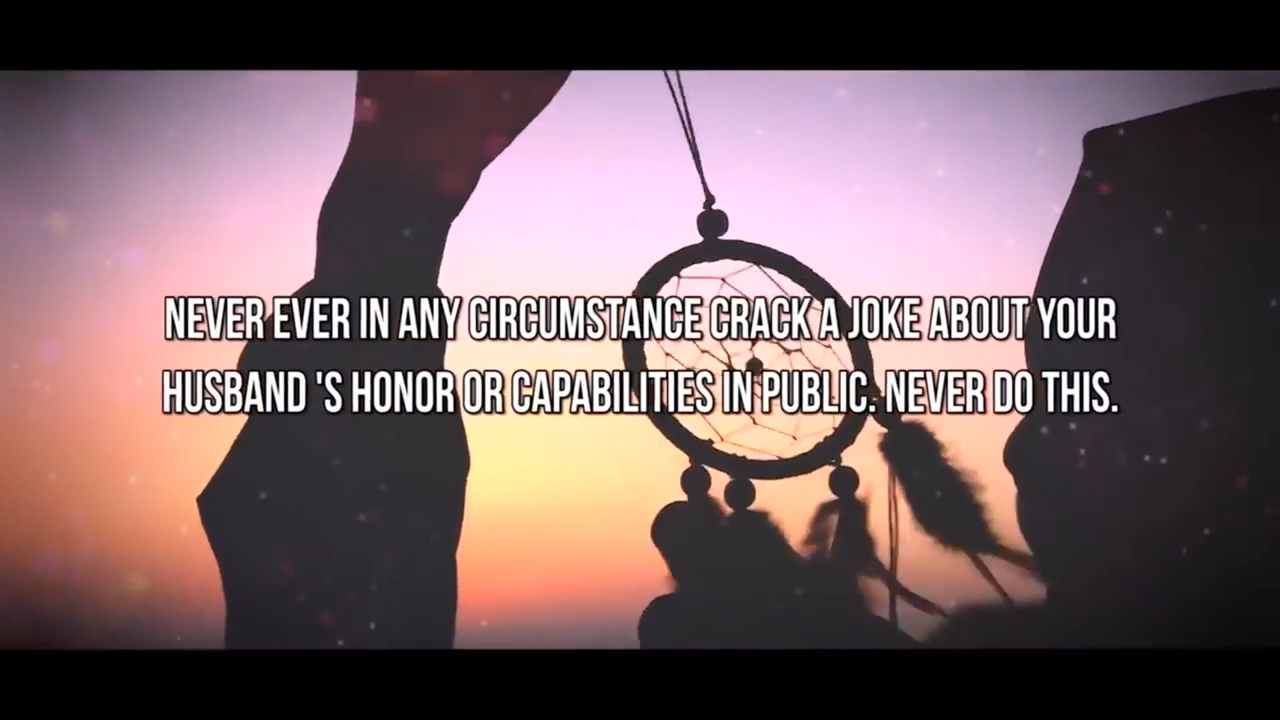 NEVER EVER IN ANY CIRCUMSTANCE CRACK A JOKE ABOUT YOUR
HUSBAND 'S HONOR OR CAPABILITIES IN PUBLIC. NEVER DO THIS.